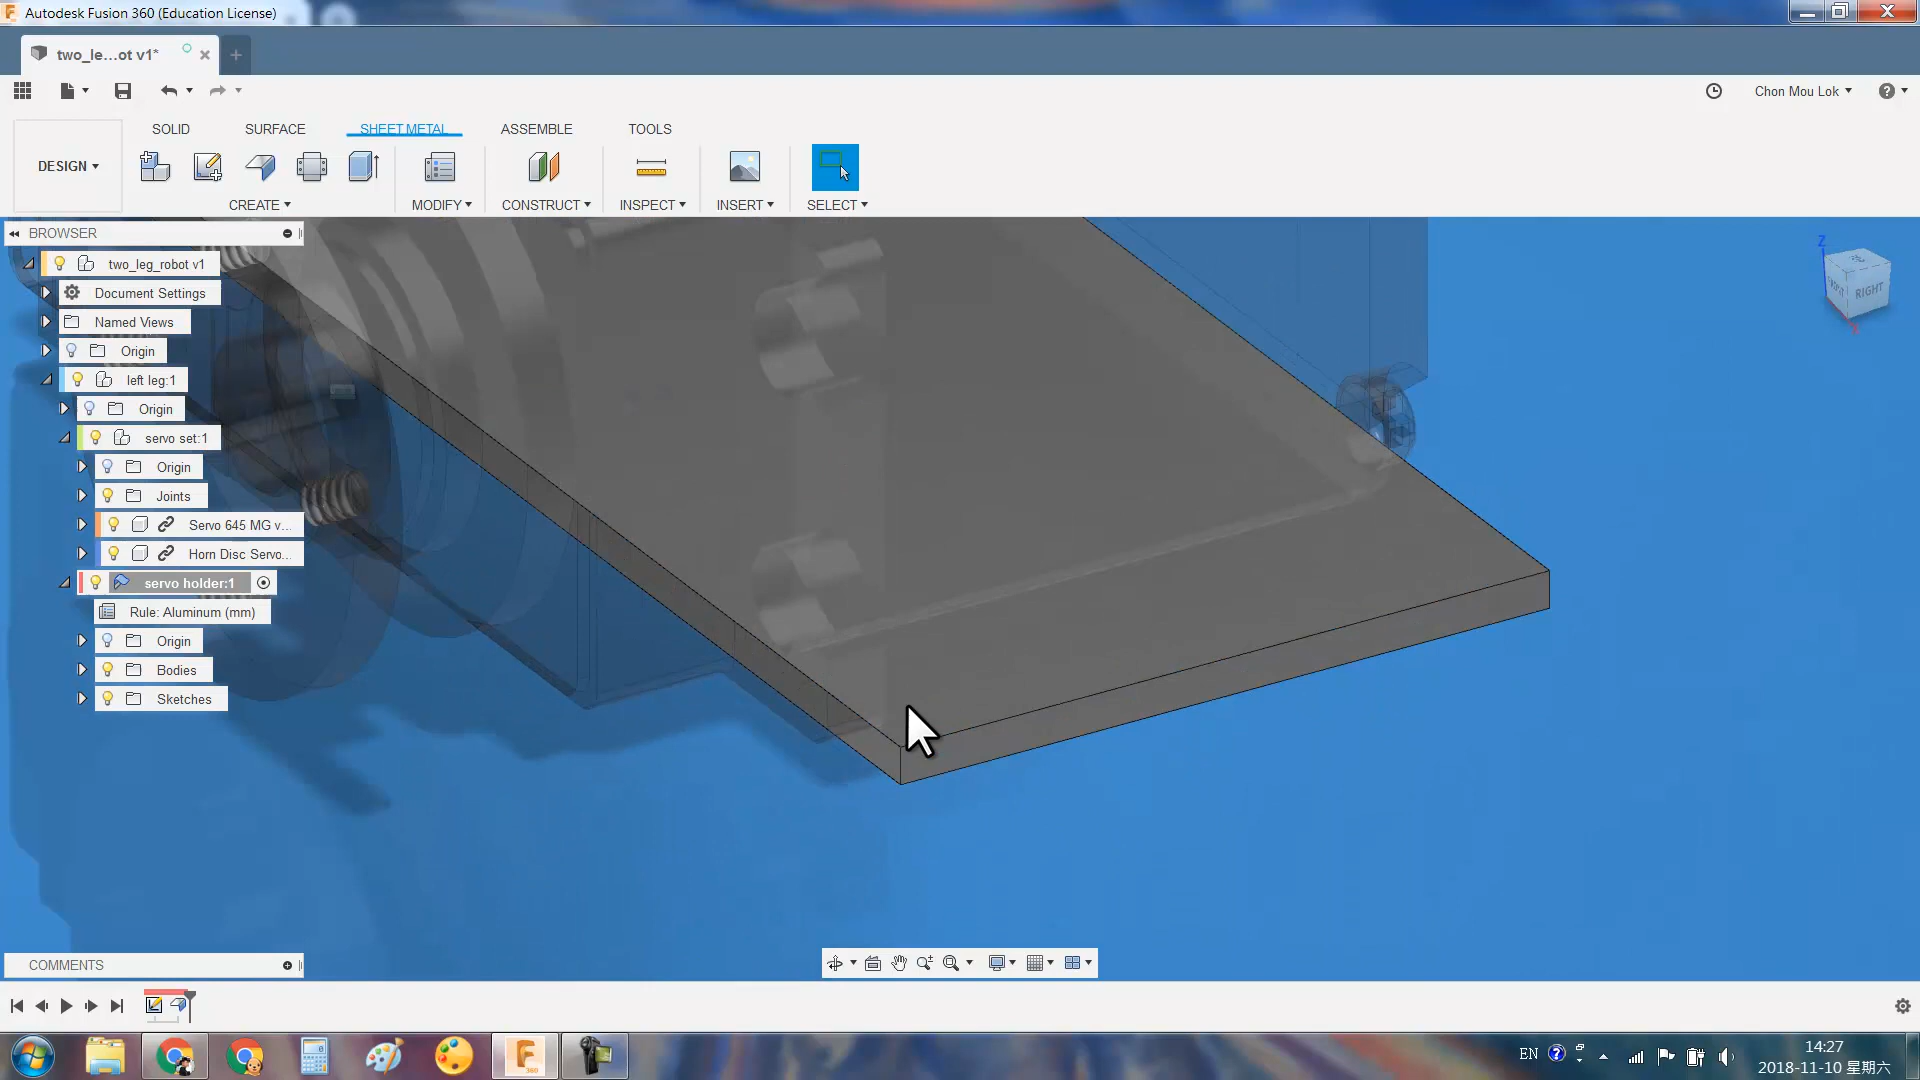 Autodesk Fusion 360 (Education License)
two_le...ot v1*
Chon Mou Lok
SOLID SURFACE SHEET METAL ASSEMBLE TOOLS
DESIGN
CREATE MODIFY CONSTRUCT INSPECT INSERT SELECT
BROWSER
two_leg_robot v1
Document Settings
Named Views
Origin
left leg:1
Origin
servo set:1
Origin
Joints
Servo 645 MG v...
Horn Disc Servo...
servo holder:1
Rule: Aluminum (mm)
Origin
Bodies
Sketches
Z
RIGHT
COMMENTS
EN
14:27
2018-11-10 星期六